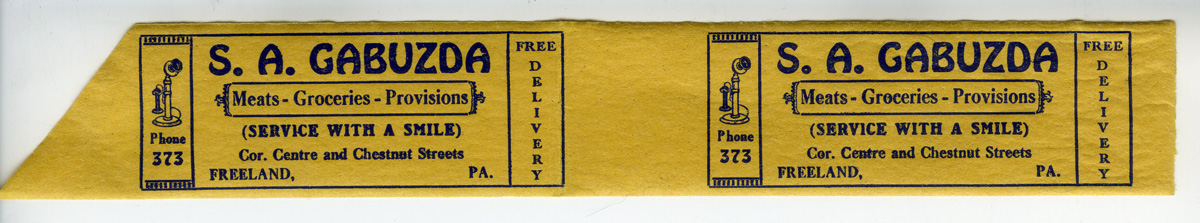 Phone
373
S. A. GABUZDA
Meats - Groceries - Provisions
(SERVICE WITH A SMILE)
Cor. Centre and Chestnut Streets
FREELAND, PA.
FREE
DELIVERY
Phone
373
S. A. GABUZDA
Meats - Groceries - Provisions
(SERVICE WITH A SMILE)
Cor. Centre and Chestnut Streets
FREELAND, PA.
FREE
DELIVERY